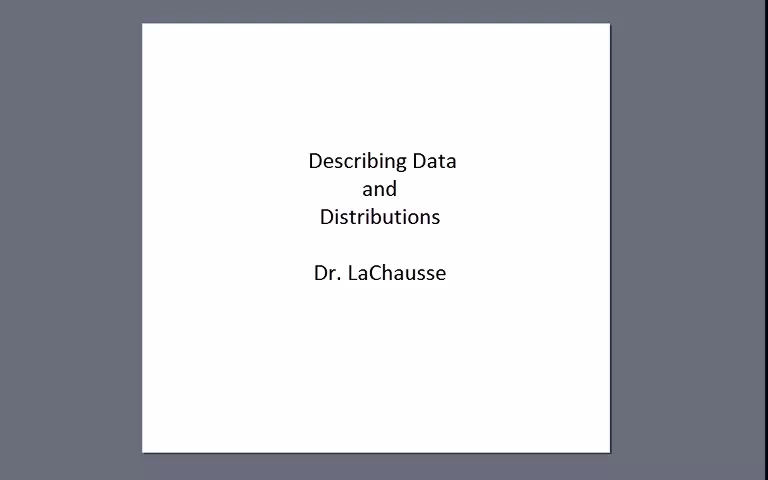 Describing Data
and
Distributions
Dr. LaChausse